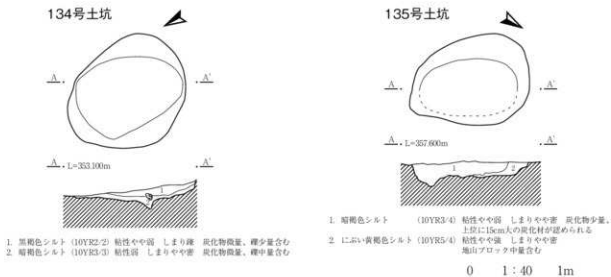 134号土坑
A
A'
A
L=353.100m
A'
1
1. 黒褐色シルト (10YR2/2) 粘性やや弱 しまり疎 炭化物微量、礫少量含む
2. 暗褐色シルト (10YR3/3) 粘性弱 しまりやや密 炭化物微量、礫中量含む
135号土坑
A
A'
A
L=357.600m
A'
1
2
1. 暗褐色シルト (10YR3/4) 粘性やや弱 しまりやや密 炭化物少量、
上位に15cm大の炭化材が認められる
2. にぶい黄褐色シルト (10YR5/4) 粘性やや強 しまりやや密
地山ブロック中量含む
0 1:40 1m